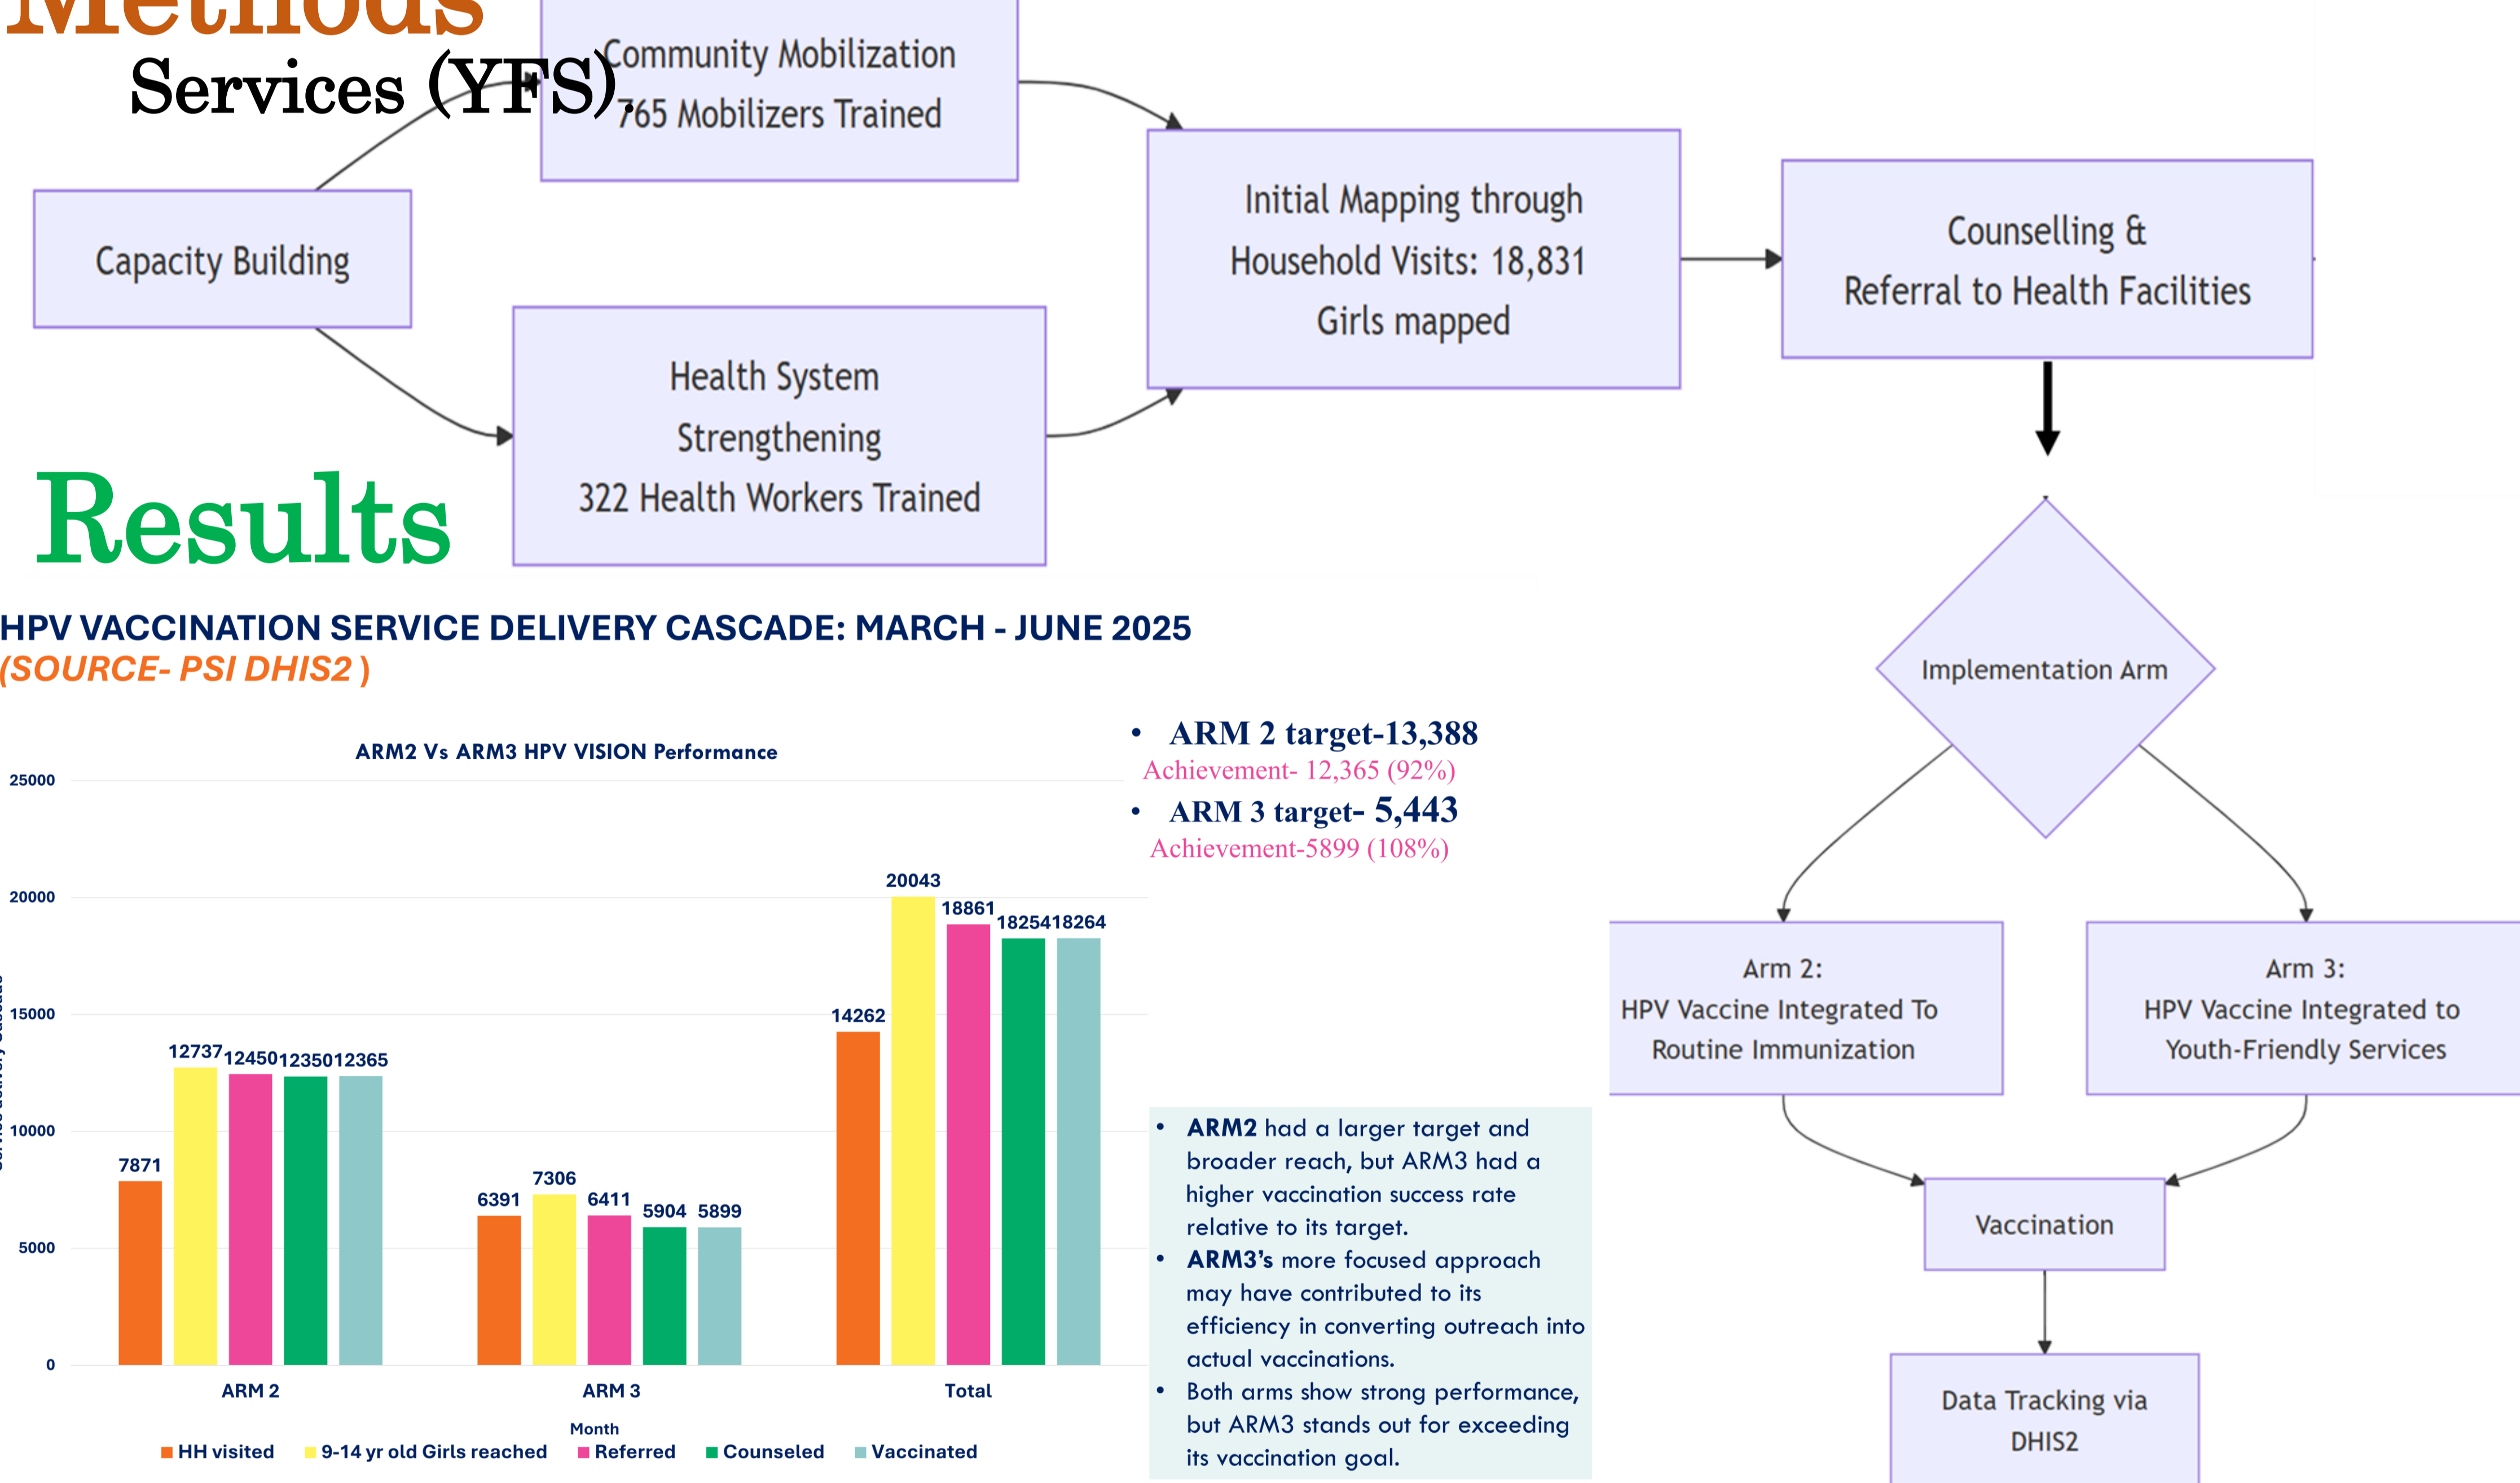 Methods
Services (YFS).
Community Mobilization
765 Mobilizers Trained
Capacity Building
Health System
Strengthening
322 Health Workers Trained
Initial Mapping through
Household Visits: 18,831
Girls mapped
Counselling &
Referral to Health Facilities
Implementation Arm
Arm 2:
HPV Vaccine Integrated To
Routine Immunization
Arm 3:
HPV Vaccine Integrated to
Youth-Friendly Services
Vaccination
Data Tracking via
DHIS2
Results
HPV VACCINATION SERVICE DELIVERY CASCADE: MARCH - JUNE 2025
(SOURCE- PSI DHIS2 )
ARM2 Vs ARM3 HPV VISION Performance
25000
20000
15000
10000
5000
0
7871
12737
12450
12350
12365
6391
7306
6411
5904
5899
14262
20043
18861
18254
18264
ARM 2
ARM 3
Total
Month
HH visited
9-14 yr old Girls reached
Referred
Counseled
Vaccinated
• ARM 2 target-13,388
Achievement- 12,365 (92%)
• ARM 3 target- 5,443
Achievement-5899 (108%)
• ARM2 had a larger target and
broader reach, but ARM3 had a
higher vaccination success rate
relative to its target.
• ARM3’s more focused approach
may have contributed to its
efficiency in converting outreach into
actual vaccinations.
• Both arms show strong performance,
but ARM3 stands out for exceeding
its vaccination goal.